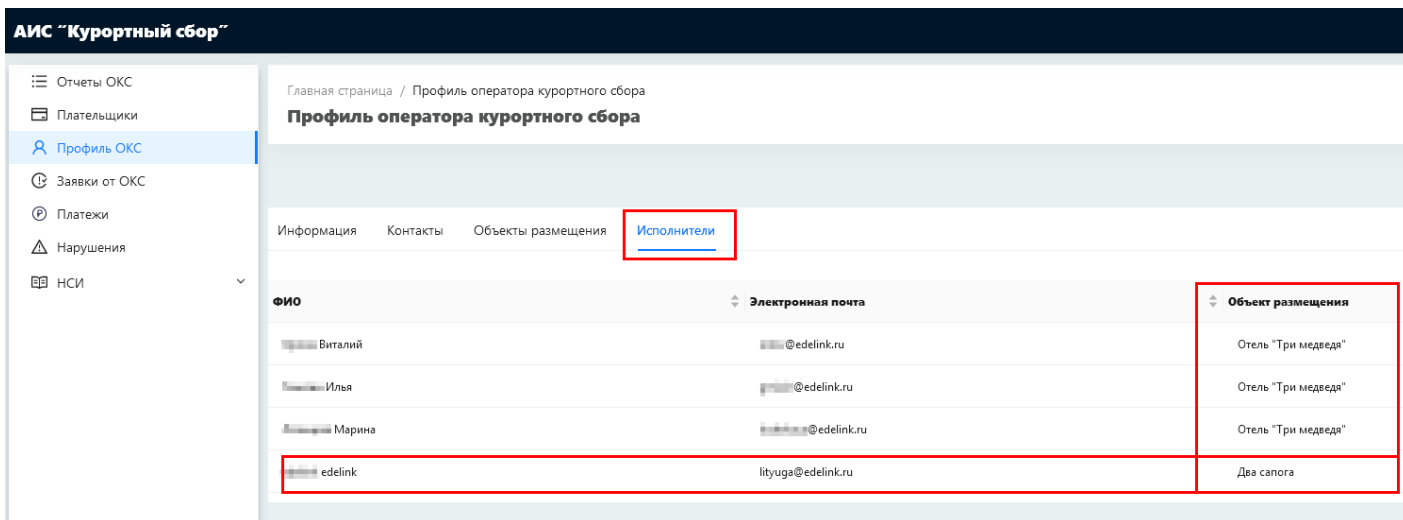 АИС “Курортный сбор”
Отчеты ОКС
Плательщики
Профиль ОКС
Заявки от ОКС
Платежи
Нарушения
НСИ
Главная страница / Профиль оператора курортного сбора
Профиль оператора курортного сбора
Информация Контакты Объекты размещения Исполнители
ФИО Электронная почта Объект размещения
Виталий @edelink.ru Отель "Три медведя"
Илья @edelink.ru Отель "Три медведя"
Марина @edelink.ru Отель "Три медведя"
edelink lityuga@edelink.ru Два сапога